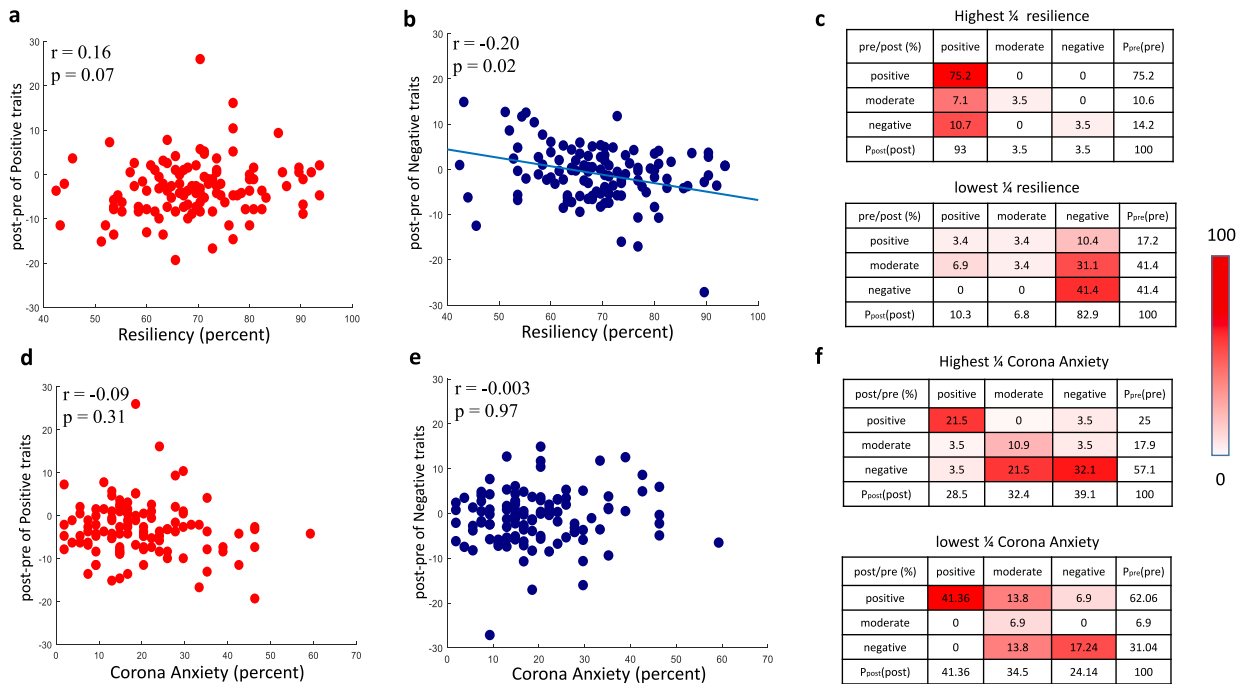 a
r = 0.16
p = 0.07
post-pre of Positive traits
30
20
10
0
-10
-20
-30
40 50 60 70 80 90 100
Resiliency (percent)
b
r = -0.20
p = 0.02
post-pre of Negative traits
30
20
10
0
-10
-20
-30
40 50 60 70 80 90 100
Resiliency (percent)
c
Highest ¼ resilience
pre/post (%) positive moderate negative Ppre(pre)
positive 75.2 0 0 75.2
moderate 7.1 3.5 0 10.6
negative 10.7 0 3.5 14.2
Ppost(post) 93 3.5 3.5 100
lowest ¼ resilience
pre/post (%) positive moderate negative Ppre(pre)
positive 3.4 3.4 10.4 17.2
moderate 6.9 3.4 31.1 41.4
negative 0 0 41.4 41.4
Ppost(post) 10.3 6.8 82.9 100
100
0
d
r = -0.09
p = 0.31
post-pre of Positive traits
30
20
10
0
-10
-20
-30
0 10 20 30 40 50 60 70
Corona Anxiety (percent)
e
r = -0.003
p = 0.97
post-pre of Negative traits
30
20
10
0
-10
-20
-30
0 10 20 30 40 50 60 70
Corona Anxiety (percent)
f
Highest ¼ Corona Anxiety
post/pre (%) positive moderate negative Ppre(pre)
positive 21.5 0 3.5 25
moderate 3.5 10.9 3.5 17.9
negative 3.5 21.5 32.1 57.1
Ppost(post) 28.5 32.4 39.1 100
lowest ¼ Corona Anxiety
post/pre (%) positive moderate negative Ppre(pre)
positive 41.36 13.8 6.9 62.06
moderate 0 6.9 0 6.9
negative 0 13.8 17.24 31.04
Ppost(post) 41.36 34.5 24.14 100